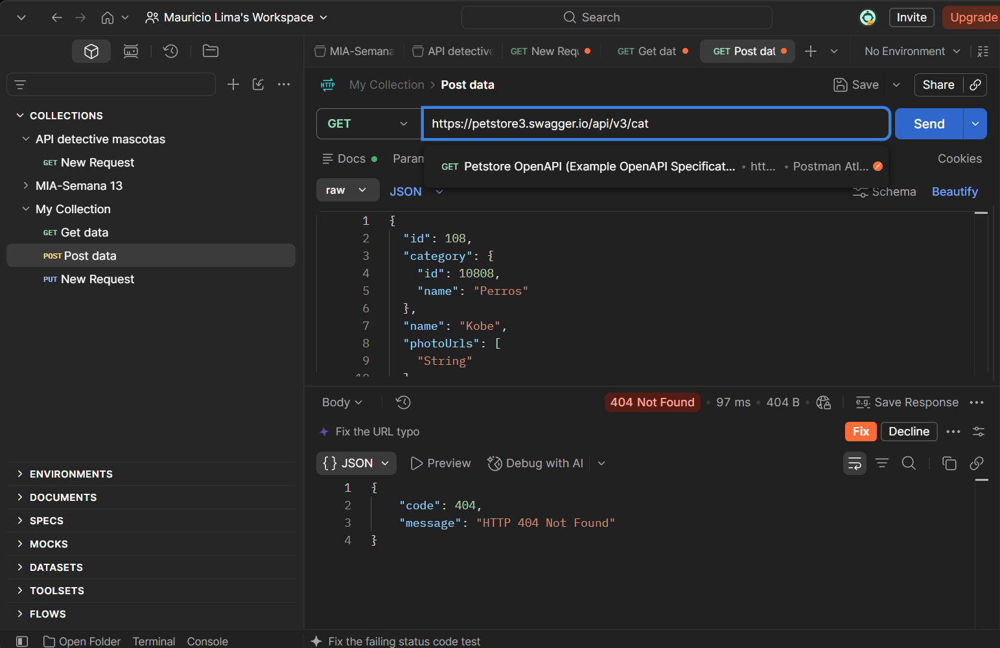 Mauricio Lima's Workspace
Search
Invite
Upgrade
MIA-Semana
API detective
GET New Requ
GET Get dat
GET Post dat
No Environment
HTTP
My Collection > Post data
Save
Share
COLLECTIONS
API detective mascotas
GET New Request
MIA-Semana 13
My Collection
GET Get data
POST Post data
PUT New Request
GET
https://petstore3.swagger.io/api/v3/cat
Send
Docs
Param
GET Petstore OpenAPI (Example OpenAPI Specificat... • htt... • Postman Atl...
Cookies
raw
JSON
Schema
Beautify
1 {
2 "id": 108,
3 "category": {
4 "id": 10808,
5 "name": "Perros"
6 },
7 "name": "Kobe",
8 "photoUrls": [
9 "String"
10 ]
Body
404 Not Found • 97 ms • 404 B
e.g. Save Response
Fix the URL typo
Fix
Decline
{} JSON
Preview
Debug with AI
1 {
2 "code": 404,
3 "message": "HTTP 404 Not Found"
4 }
ENVIRONMENTS
DOCUMENTS
SPECS
MOCKS
DATASETS
TOOLSETS
FLOWS
Open Folder
Terminal
Console
Fix the failing status code test